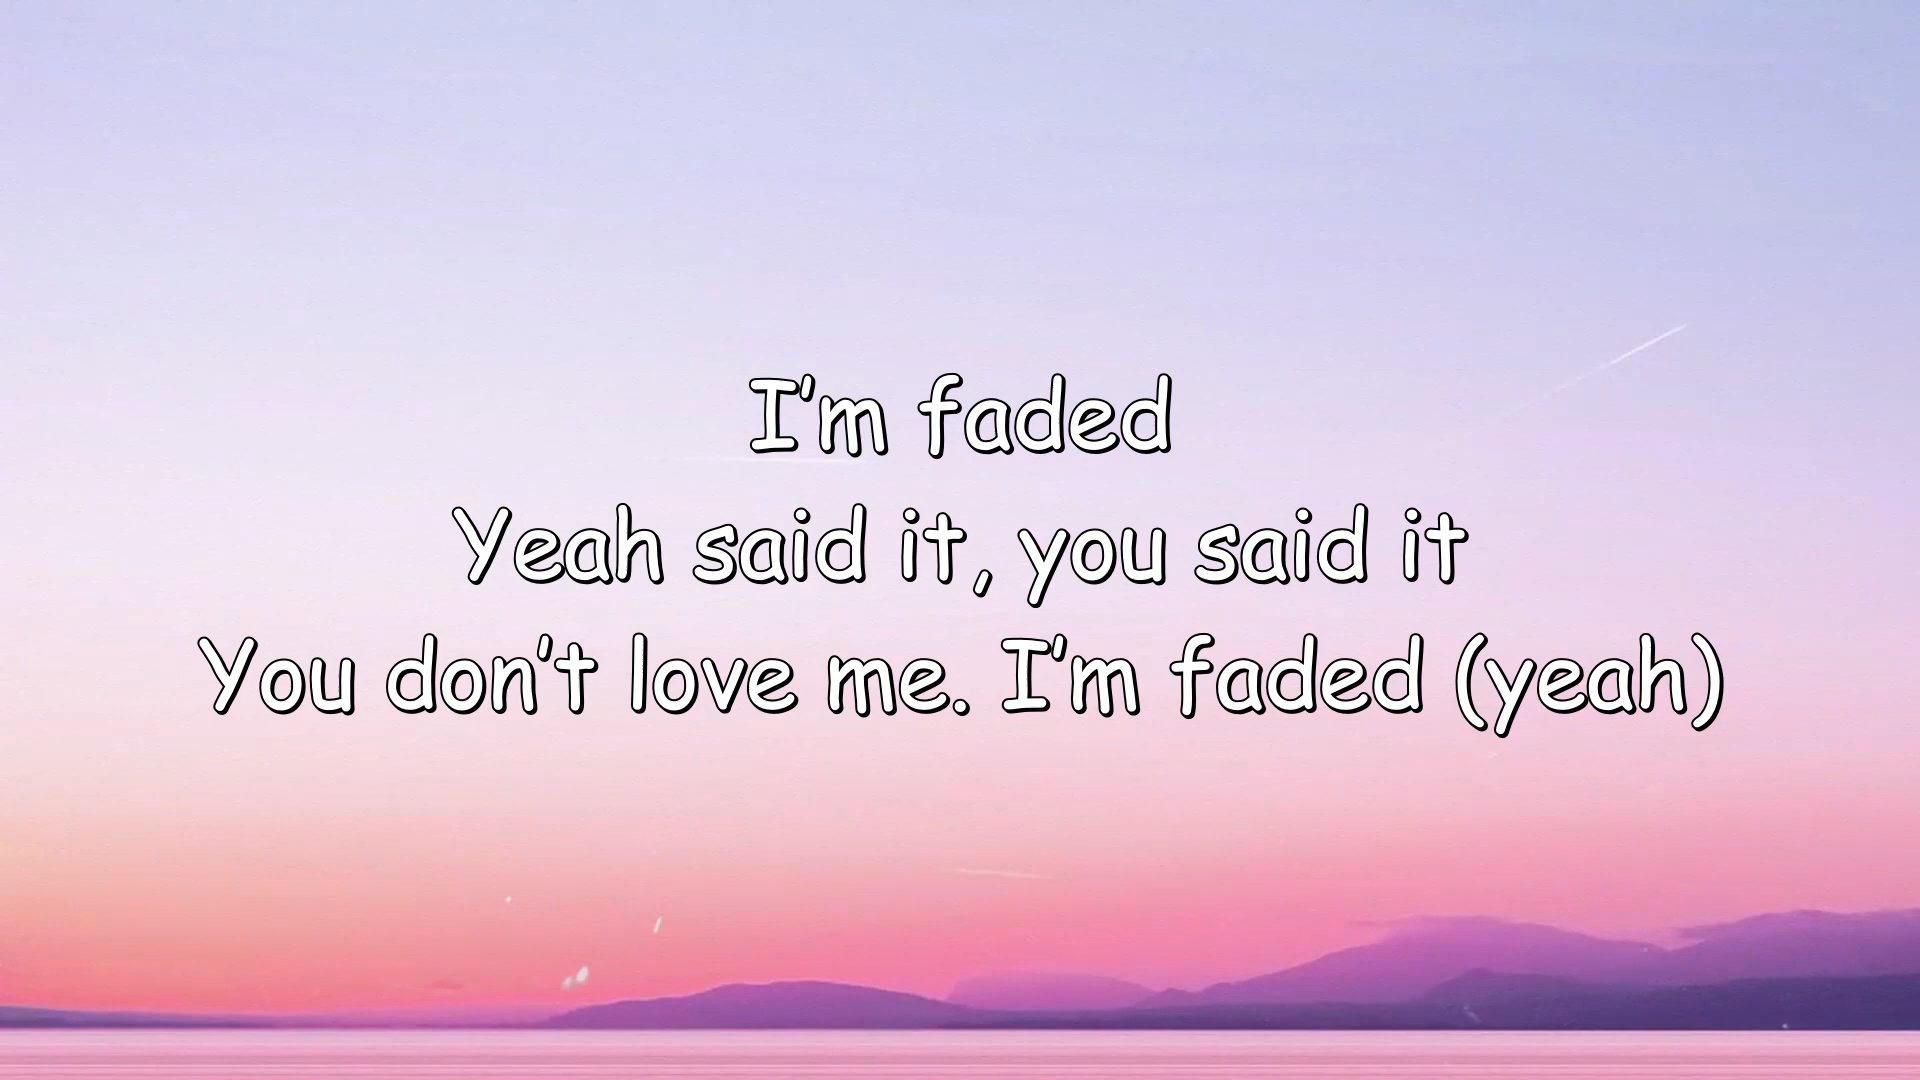 I’m faded
Yeah said it, you said it
You don’t love me. I’m faded (yeah)